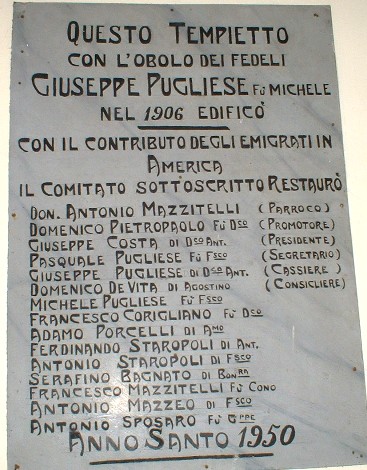 QUESTO TEMPIETTO
CON L'OBOLO DEI FEDELI
GIUSEPPE PUGLIESE FU MICHELE
NEL 1906 EDIFICÒ
CON IL CONTRIBUTO DEGLI EMIGRATI IN
AMERICA
IL COMITATO SOTTOSCRITTO RESTAURÒ
DON. ANTONIO MAZZITELLI (PARROCO)
DOMENICO PIETROPAOLO FU Dco (PROMOTORE)
GIUSEPPE COSTA DI Dco ANT. (PRESIDENTE)
PASQUALE PUGLIESE FU Fsco (SEGRETARIO)
GIUSEPPE PUGLIESE DI Dco ANT. (CASSIERE)
DOMENICO DE VITA DI AGOSTINO (CONSICLIERE)
MICHELE PUGLIESE FU Fsco
FRANCESCO CORIGLIANO FU Dco
ADAMO PORCELLI DI Amo
FERDINANDO STAROPOLI DI ANT.
ANTONIO STAROPOLI DI Fsco
SERAFINO BAGNATO DI BONRA
FRANCESCO MAZZITELLI FU CONO
ANTONIO MAZZEO DI Fsco
ANTONIO SPOSARO FU GPPE
ANNO SANTO 1950